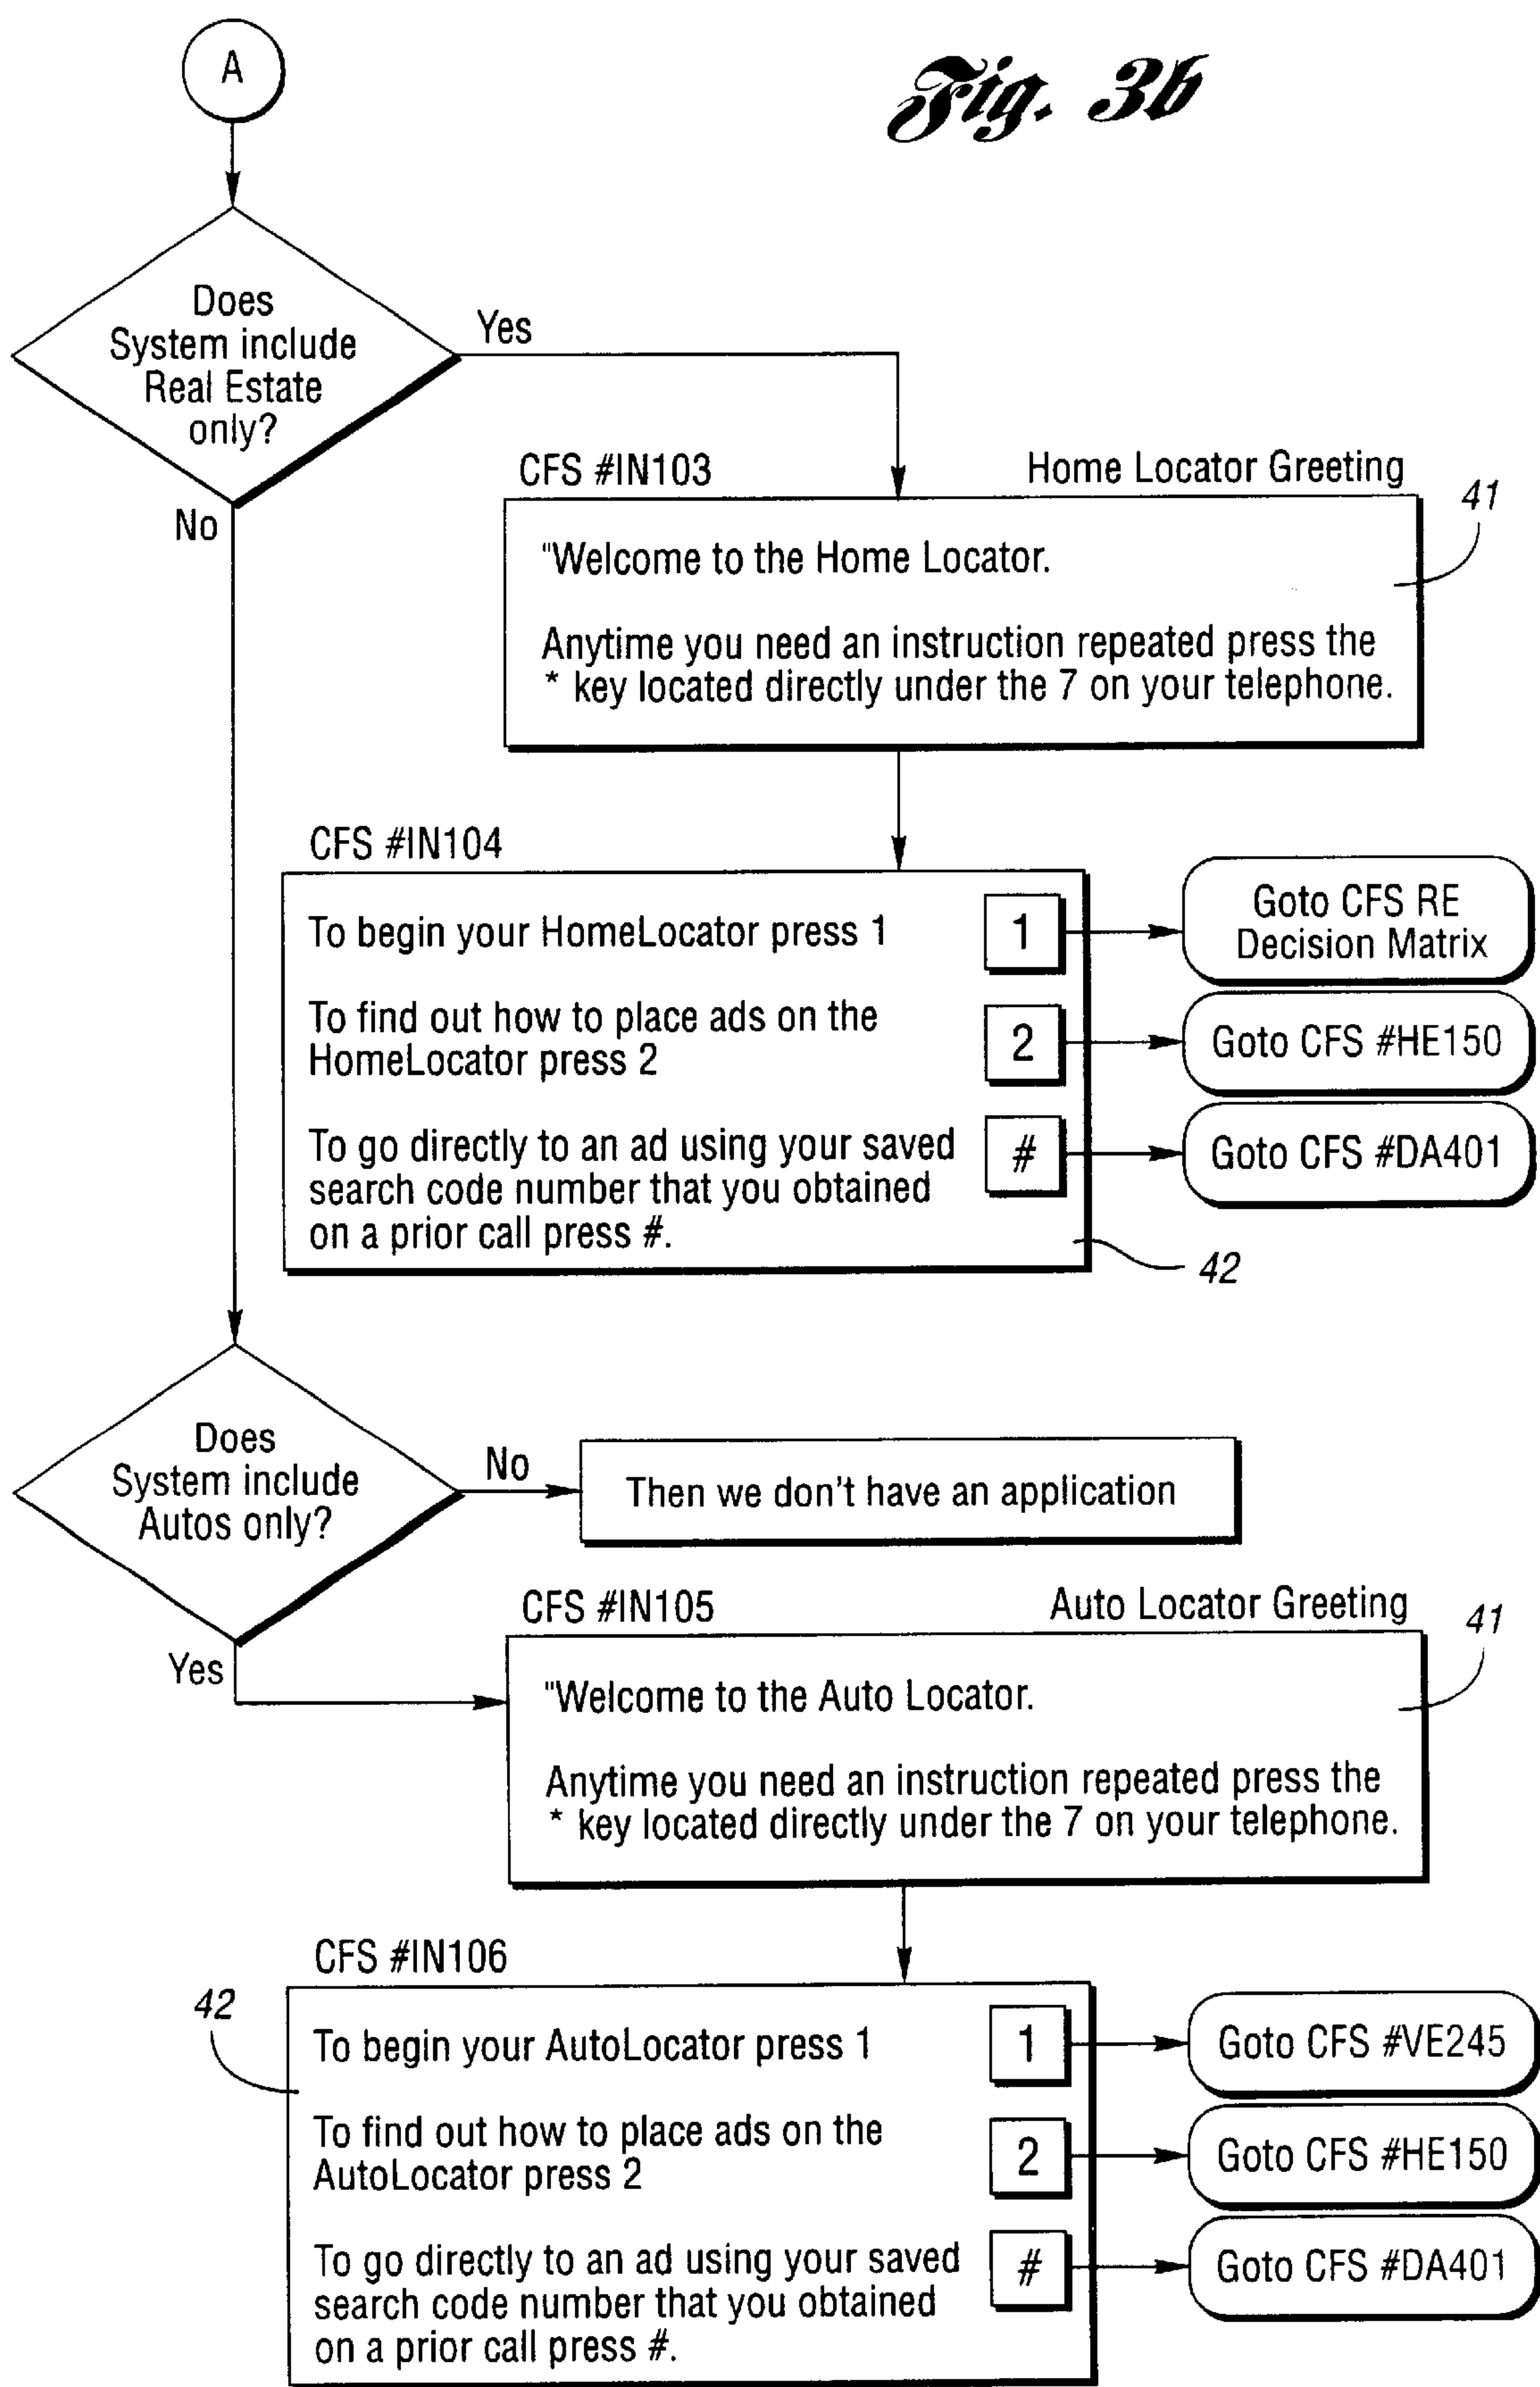 A
Fig. 3b
Does
System include
Real Estate
only?
Yes
No
CFS #IN103
Home Locator Greeting
41
"Welcome to the Home Locator.
Anytime you need an instruction repeated press the
* key located directly under the 7 on your telephone.
CFS #IN104
To begin your HomeLocator press 1
1
Goto CFS RE
Decision Matrix
To find out how to place ads on the
HomeLocator press 2
2
Goto CFS #HE150
To go directly to an ad using your saved
search code number that you obtained
on a prior call press #.
#
Goto CFS #DA401
42
Does
System include
Autos only?
No
Then we don't have an application
Yes
CFS #IN105
Auto Locator Greeting
41
"Welcome to the Auto Locator.
Anytime you need an instruction repeated press the
* key located directly under the 7 on your telephone.
CFS #IN106
42
To begin your AutoLocator press 1
1
Goto CFS #VE245
To find out how to place ads on the
AutoLocator press 2
2
Goto CFS #HE150
To go directly to an ad using your saved
search code number that you obtained
on a prior call press #.
#
Goto CFS #DA401